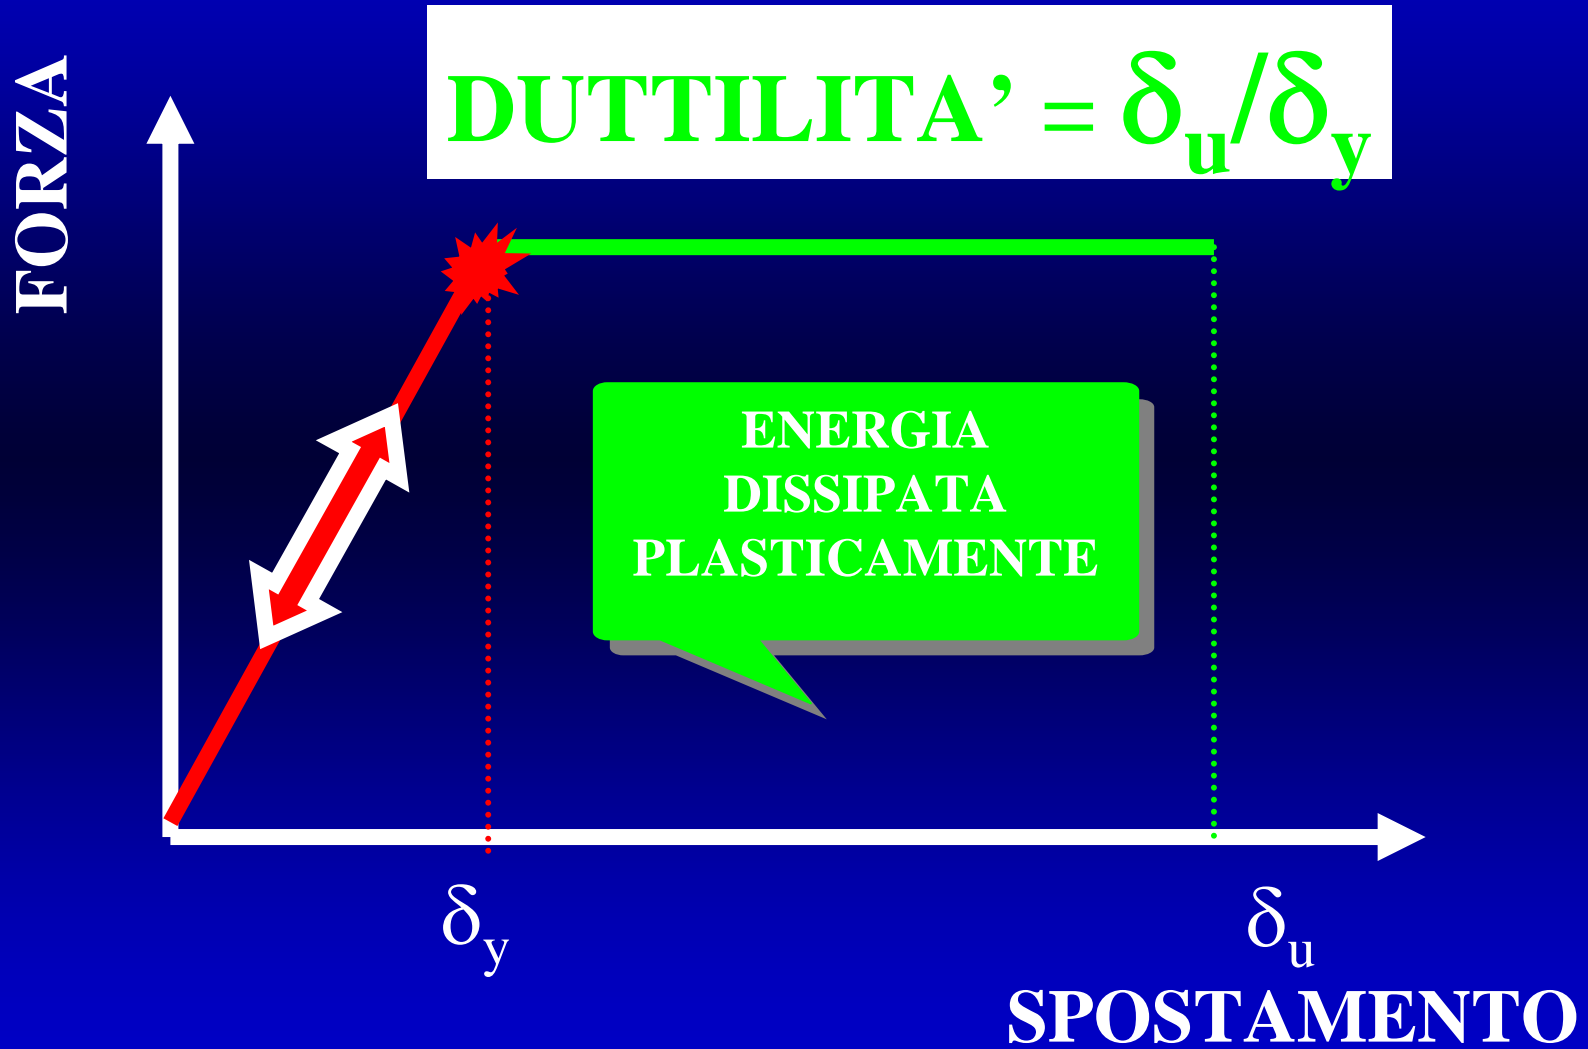 DUTTILITA’ = δu/δy
FORZA
ENERGIA
DISSIPATA
PLASTICAMENTE
δy
δu
SPOSTAMENTO